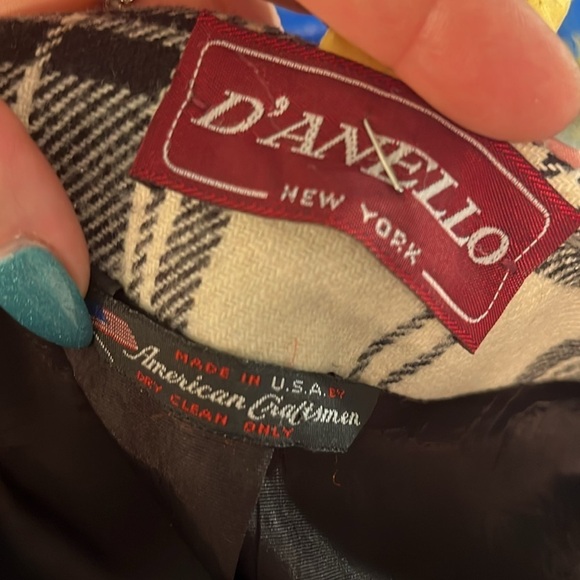 D'ANELLO
NEW YORK
MADE IN U.S.A. BY
American Craftsmen
DRY CLEAN ONLY